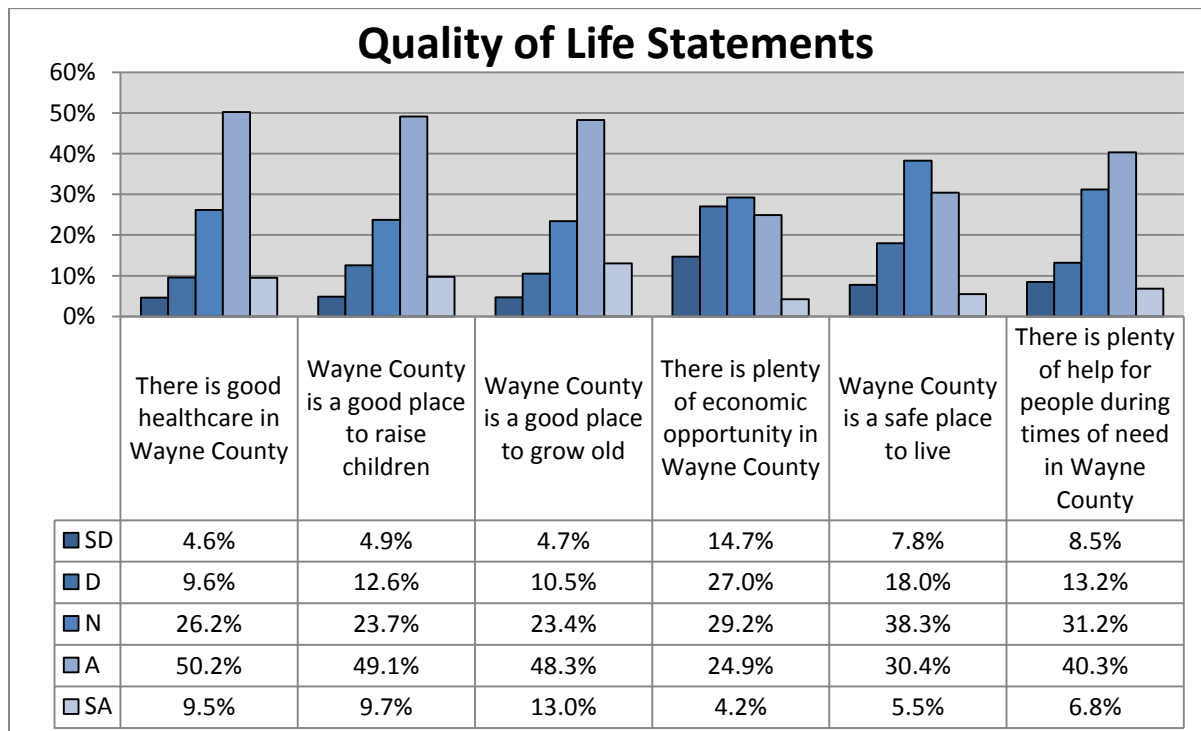 Quality of Life Statements
60%
50%
40%
30%
20%
10%
0%
There is good
healthcare in
Wayne County
Wayne County
is a good place
to raise
children
Wayne County
is a good place
to grow old
There is plenty
of economic
opportunity in
Wayne County
Wayne County
is a safe place
to live
There is plenty
of help for
people during
times of need
in Wayne
County
SD 4.6% 4.9% 4.7% 14.7% 7.8% 8.5%
D 9.6% 12.6% 10.5% 27.0% 18.0% 13.2%
N 26.2% 23.7% 23.4% 29.2% 38.3% 31.2%
A 50.2% 49.1% 48.3% 24.9% 30.4% 40.3%
SA 9.5% 9.7% 13.0% 4.2% 5.5% 6.8%